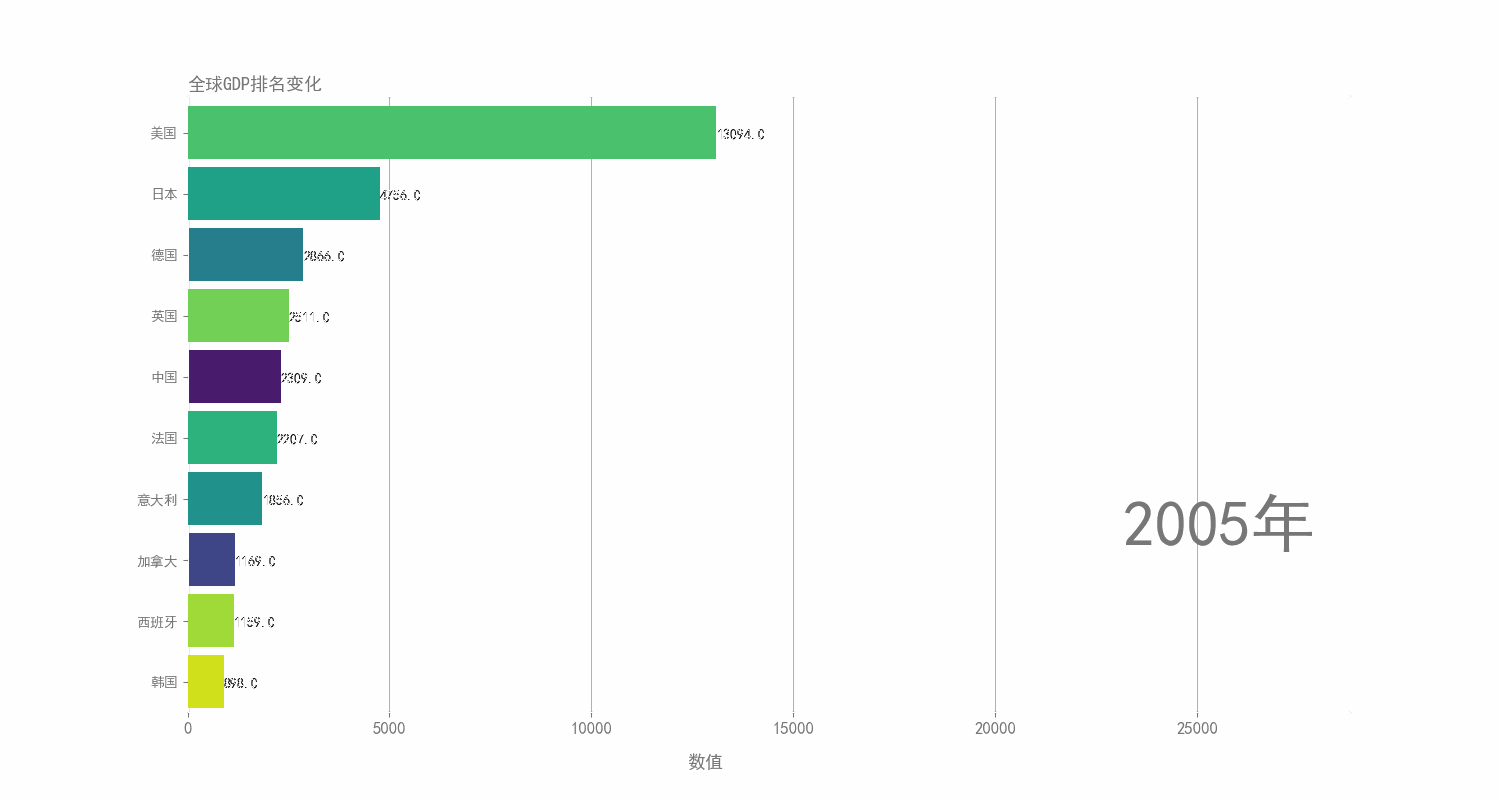 全球GDP排名变化
美国 13094.0
日本 4756.0
德国 2866.0
英国 2511.0
中国 2309.0
法国 2207.0
意大利 1856.0
加拿大 1169.0
西班牙 1159.0
韩国 898.0
2005年
0 5000 10000 15000 20000 25000
数值